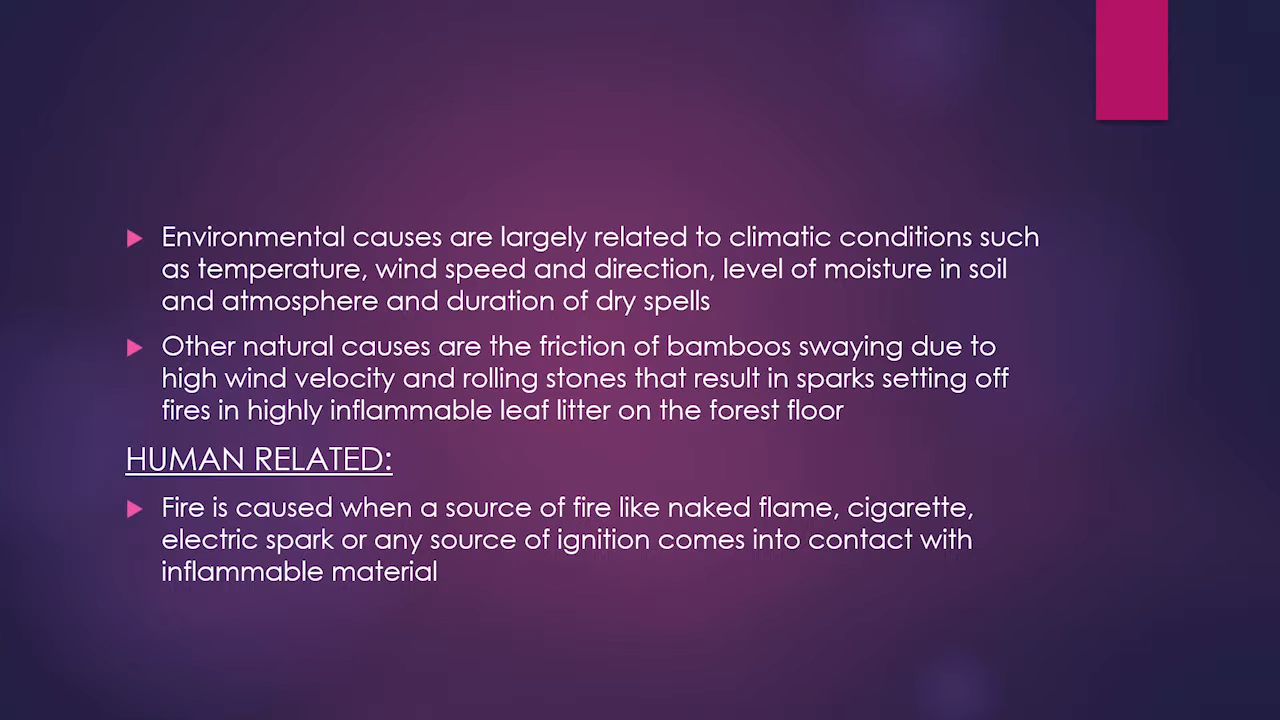 Environmental causes are largely related to climatic conditions such
as temperature, wind speed and direction, level of moisture in soil
and atmosphere and duration of dry spells
Other natural causes are the friction of bamboos swaying due to
high wind velocity and rolling stones that result in sparks setting off
fires in highly inflammable leaf litter on the forest floor
HUMAN RELATED:
Fire is caused when a source of fire like naked flame, cigarette,
electric spark or any source of ignition comes into contact with
inflammable material